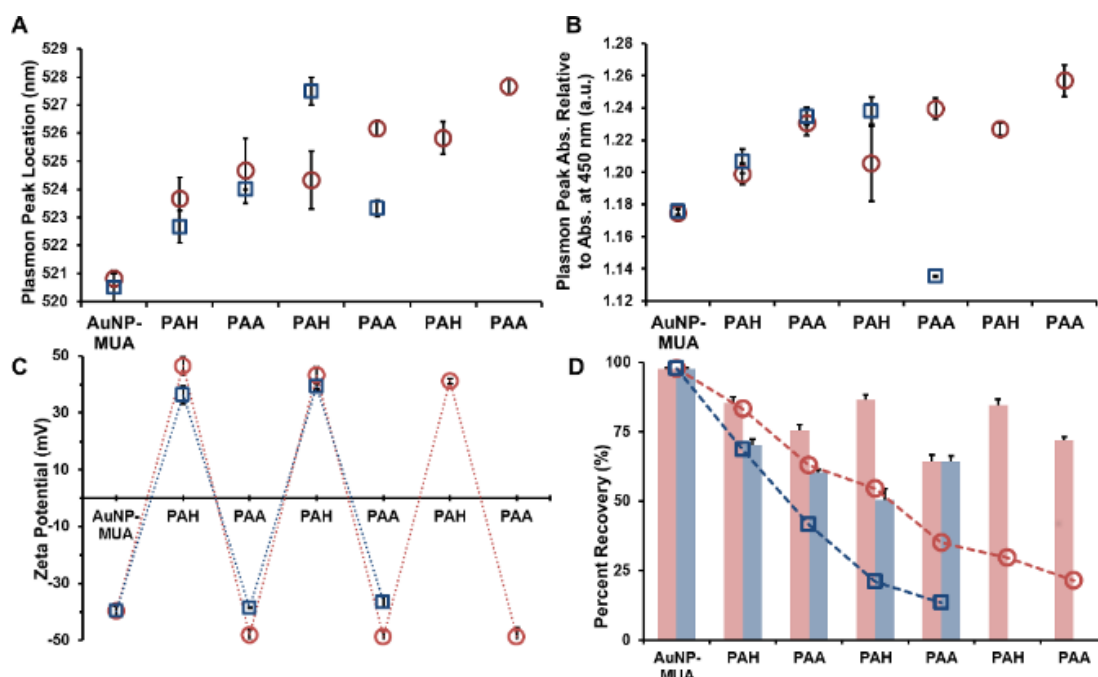 A
Plasmon Peak Location (nm)
529
528
527
526
525
524
523
522
521
520
AuNP-
MUA
PAH
PAA
PAH
PAA
PAH
PAA
B
Plasmon Peak Abs. Relative
to Abs. at 450 nm (a.u.)
1.28
1.26
1.24
1.22
1.20
1.18
1.16
1.14
1.12
AuNP-
MUA
PAH
PAA
PAH
PAA
PAH
PAA
C
Zeta Potential (mV)
50
30
10
-10
-30
-50
AuNP-
MUA
PAH
PAA
PAH
PAA
PAH
PAA
D
Percent Recovery (%)
100
75
50
25
0
AuNP-
MUA
PAH
PAA
PAH
PAA
PAH
PAA